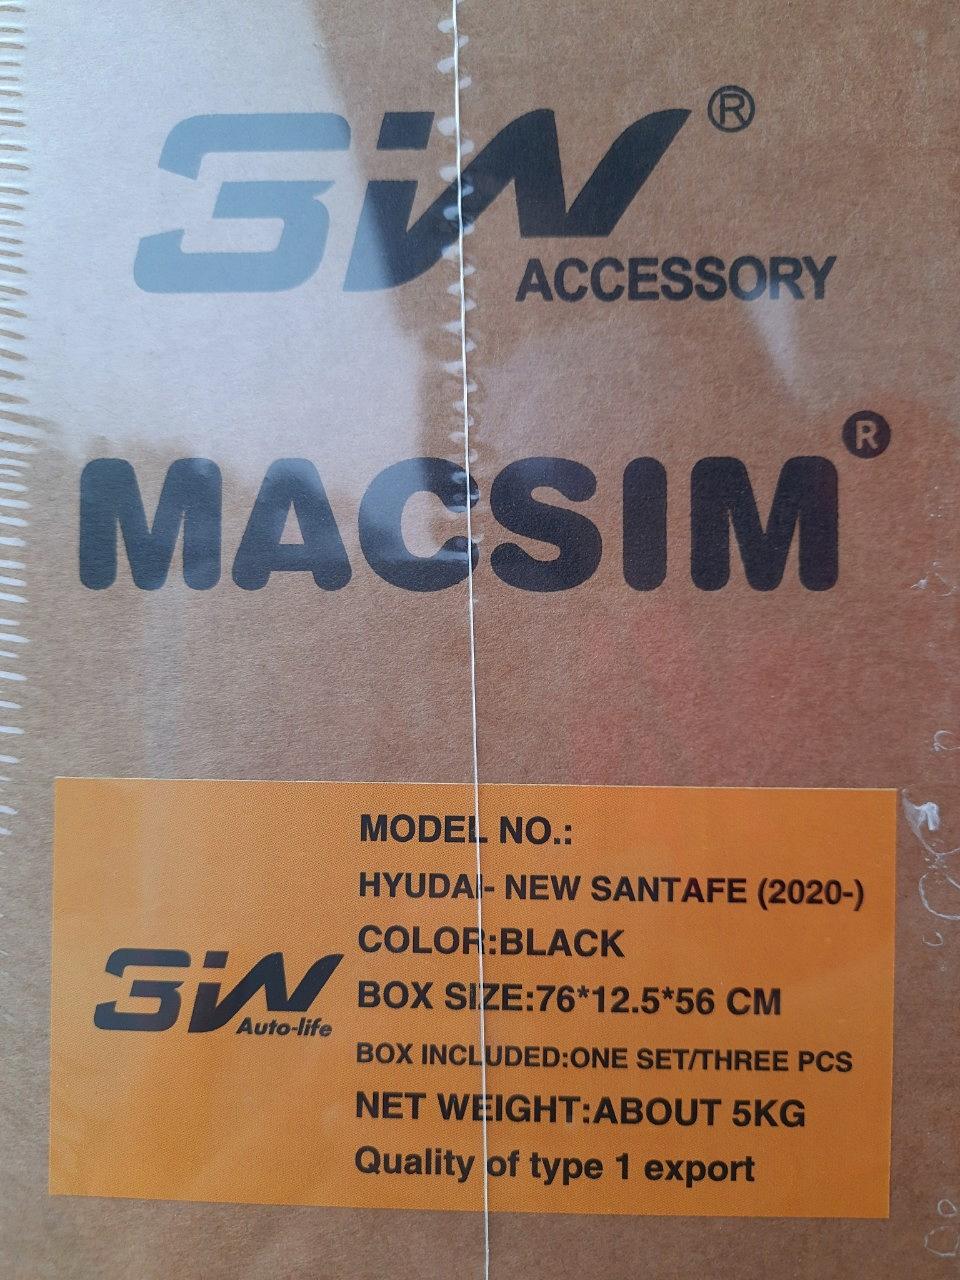 3W ®
ACCESSORY
MACSIM ®
MODEL NO.:
HYUDAI- NEW SANTAFE (2020-)
COLOR:BLACK
BOX SIZE:76*12.5*56 CM
BOX INCLUDED:ONE SET/THREE PCS
NET WEIGHT:ABOUT 5KG
Quality of type 1 export
3W
Auto-life